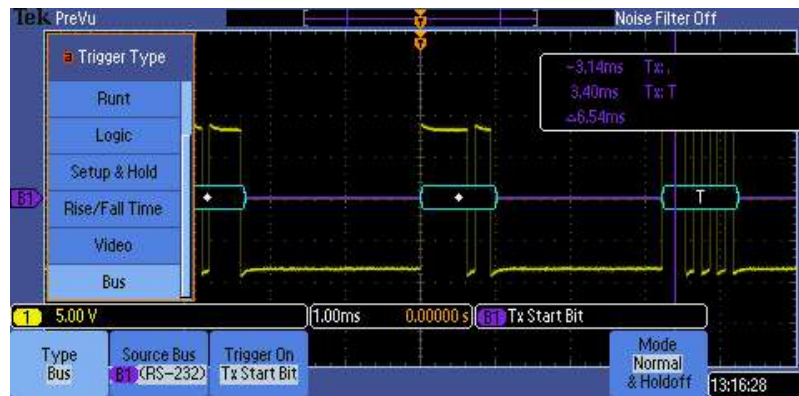 Tek PreVu
Noise Filter Off
a Trigger Type
Runt
Logic
Setup & Hold
Rise/Fall Time
Video
Bus
-3.14ms Tx: .
3.40ms Tx: T
△6.54ms
B1
T
1 5.00 V
1.00ms 0.00000 s
B1 Tx Start Bit
Type
Bus
Source Bus
B1 (RS-232)
Trigger On
Tx Start Bit
Mode
Normal
& Holdoff
13:16:28